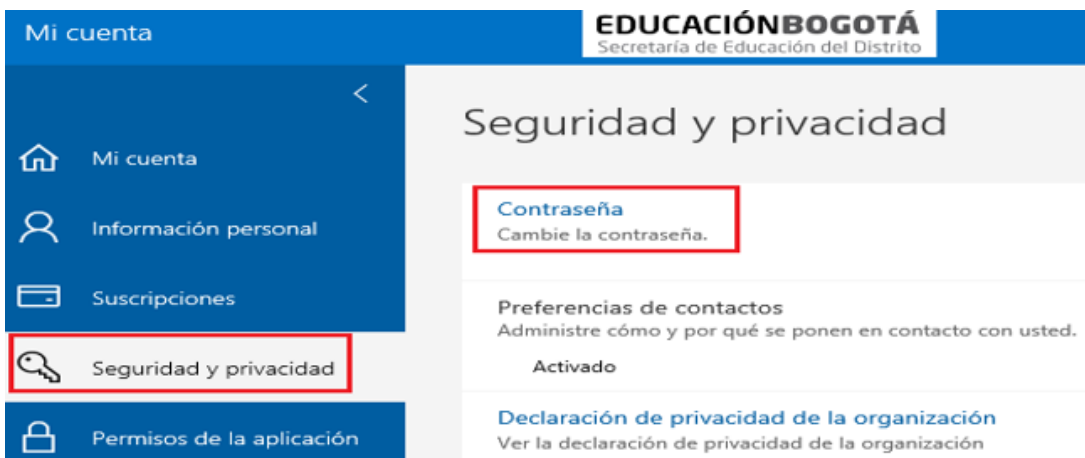 Mi cuenta
EDUCACIÓNBOGOTÁ
Secretaría de Educación del Distrito
<
Mi cuenta
Información personal
Suscripciones
Seguridad y privacidad
Permisos de la aplicación
Seguridad y privacidad
Contraseña
Cambie la contraseña.
Preferencias de contactos
Administre cómo y por qué se ponen en contacto con usted.
Activado
Declaración de privacidad de la organización
Ver la declaración de privacidad de la organización